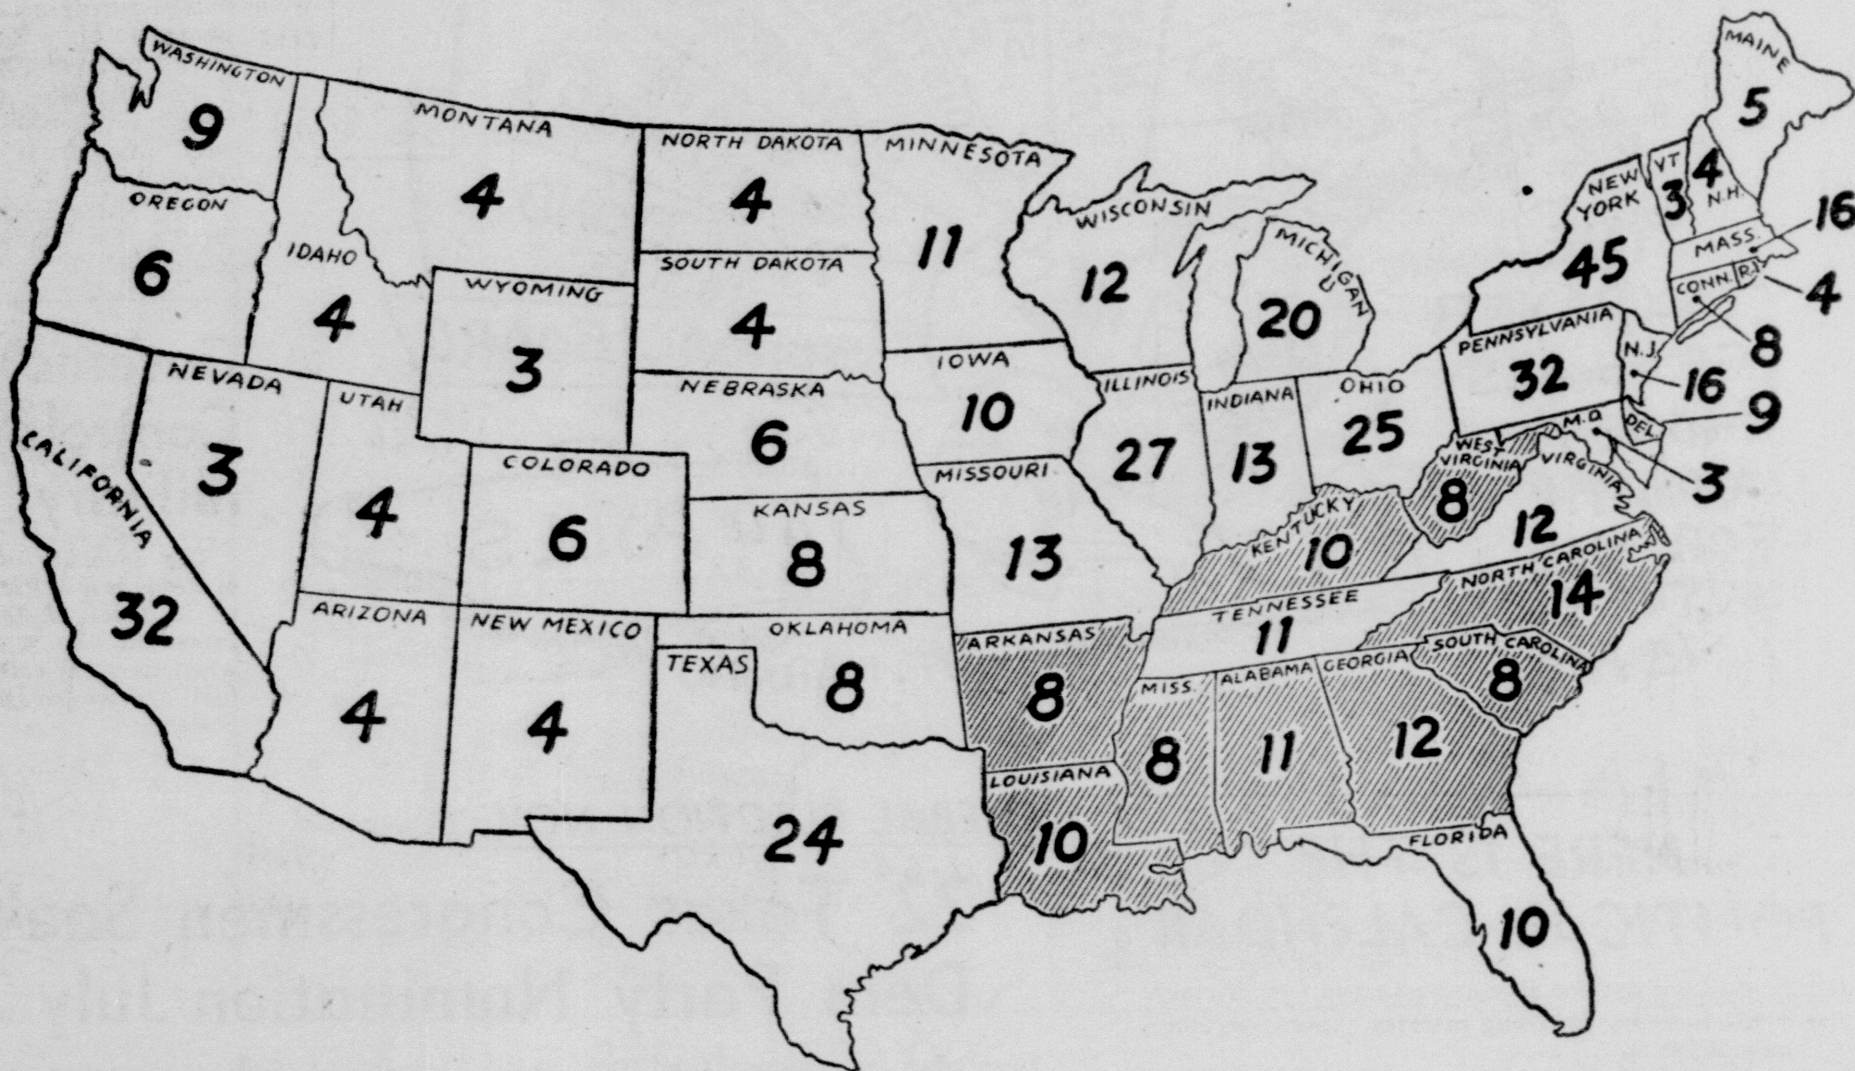 WASHINGTON
9
OREGON
6
CALIFORNIA
32
NEVADA
3
IDAHO
4
MONTANA
4
WYOMING
3
UTAH
4
COLORADO
6
ARIZONA
4
NEW MEXICO
4
NORTH DAKOTA
4
SOUTH DAKOTA
4
NEBRASKA
6
KANSAS
8
OKLAHOMA
8
TEXAS
24
MINNESOTA
11
IOWA
10
MISSOURI
13
ARKANSAS
8
LOUISIANA
10
WISCONSIN
12
ILLINOIS
27
MICHIGAN
20
INDIANA
13
OHIO
25
KENTUCKY
10
TENNESSEE
11
MISS.
8
ALABAMA
11
GEORGIA
12
FLORIDA
10
SOUTH CAROLINA
8
NORTH CAROLINA
14
VIRGINIA
12
WEST
VIRGINIA
8
PENNSYLVANIA
32
NEW
YORK
45
VT
3
4
N.H.
MAINE
5
MASS.
16
R.I.
4
CONN.
8
N.J.
16
DEL.
9
M.D.
3